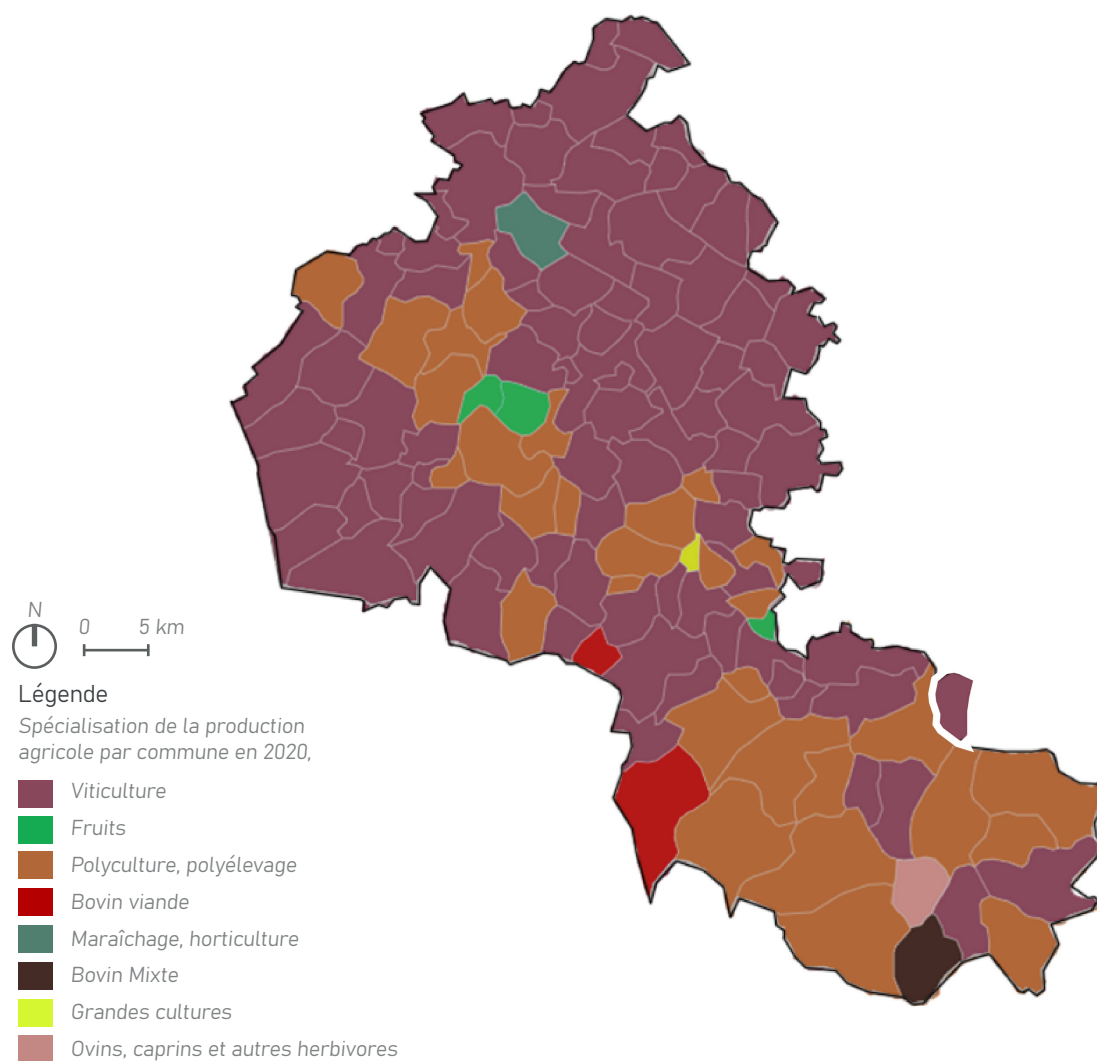 N
0 5 km
Légende
Spécialisation de la production
agricole par commune en 2020,
Viticulture
Fruits
Polyculture, polyélevage
Bovin viande
Maraîchage, horticulture
Bovin Mixte
Grandes cultures
Ovins, caprins et autres herbivores